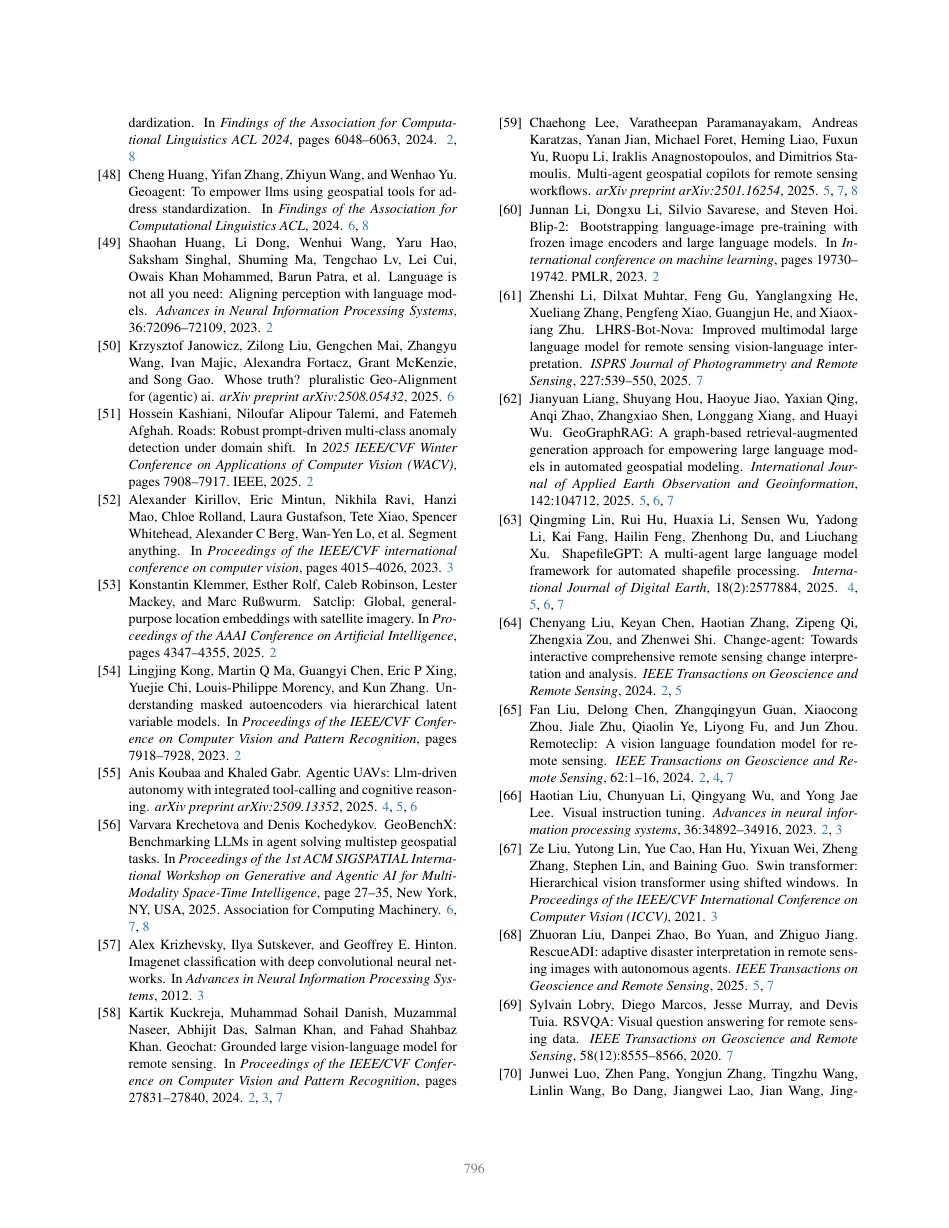 dardization. In Findings of the Association for Computa-
tional Linguistics ACL 2024, pages 6048–6063, 2024. 2,
8
[48] Cheng Huang, Yifan Zhang, Zhiyun Wang, and Wenhao Yu.
Geoagent: To empower llms using geospatial tools for ad-
dress standardization. In Findings of the Association for
Computational Linguistics ACL, 2024. 6, 8
[49] Shaohan Huang, Li Dong, Wenhui Wang, Yaru Hao,
Saksham Singhal, Shuming Ma, Tengchao Lv, Lei Cui,
Owais Khan Mohammed, Barun Patra, et al. Language is
not all you need: Aligning perception with language mod-
els. Advances in Neural Information Processing Systems,
36:72096–72109, 2023. 2
[50] Krzysztof Janowicz, Zilong Liu, Gengchen Mai, Zhangyu
Wang, Ivan Majic, Alexandra Fortacz, Grant McKenzie,
and Song Gao. Whose truth? pluralistic Geo-Alignment
for (agentic) ai. arXiv preprint arXiv:2508.05432, 2025. 6
[51] Hossein Kashiani, Niloufar Alipour Talemi, and Fatemeh
Afghah. Roads: Robust prompt-driven multi-class anomaly
detection under domain shift. In 2025 IEEE/CVF Winter
Conference on Applications of Computer Vision (WACV),
pages 7908–7917. IEEE, 2025. 2
[52] Alexander Kirillov, Eric Mintun, Nikhila Ravi, Hanzi
Mao, Chloe Rolland, Laura Gustafson, Tete Xiao, Spencer
Whitehead, Alexander C Berg, Wan-Yen Lo, et al. Segment
anything. In Proceedings of the IEEE/CVF international
conference on computer vision, pages 4015–4026, 2023. 3
[53] Konstantin Klemmer, Esther Rolf, Caleb Robinson, Lester
Mackey, and Marc Rußwurm. Satclip: Global, general-
purpose location embeddings with satellite imagery. In Pro-
ceedings of the AAAI Conference on Artificial Intelligence,
pages 4347–4355, 2025. 2
[54] Lingjing Kong, Martin Q Ma, Guangyi Chen, Eric P Xing,
Yuejie Chi, Louis-Philippe Morency, and Kun Zhang. Un-
derstanding masked autoencoders via hierarchical latent
variable models. In Proceedings of the IEEE/CVF Confer-
ence on Computer Vision and Pattern Recognition, pages
7918–7928, 2023. 2
[55] Anis Koubaa and Khaled Gabr. Agentic UAVs: Llm-driven
autonomy with integrated tool-calling and cognitive reason-
ing. arXiv preprint arXiv:2509.13352, 2025. 4, 5, 6
[56] Varvara Krechetova and Denis Kochedykov. GeoBenchX:
Benchmarking LLMs in agent solving multistep geospatial
tasks. In Proceedings of the 1st ACM SIGSPATIAL Interna-
tional Workshop on Generative and Agentic AI for Multi-
Modality Space-Time Intelligence, page 27–35, New York,
NY, USA, 2025. Association for Computing Machinery. 6,
7, 8
[57] Alex Krizhevsky, Ilya Sutskever, and Geoffrey E. Hinton.
Imagenet classification with deep convolutional neural net-
works. In Advances in Neural Information Processing Sys-
tems, 2012. 3
[58] Kartik Kuckreja, Muhammad Sohail Danish, Muzammal
Naseer, Abhijit Das, Salman Khan, and Fahad Shahbaz
Khan. Geochat: Grounded large vision-language model for
remote sensing. In Proceedings of the IEEE/CVF Confer-
ence on Computer Vision and Pattern Recognition, pages
27831–27840, 2024. 2, 3, 7
[59] Chaehong Lee, Varatheepan Paramanayakam, Andreas
Karatzas, Yanan Jian, Michael Foret, Heming Liao, Fuxun
Yu, Ruopu Li, Iraklis Anagnostopoulos, and Dimitrios Sta-
moulis. Multi-agent geospatial copilots for remote sensing
workflows. arXiv preprint arXiv:2501.16254, 2025. 5, 7, 8
[60] Junnan Li, Dongxu Li, Silvio Savarese, and Steven Hoi.
Blip-2: Bootstrapping language-image pre-training with
frozen image encoders and large language models. In In-
ternational conference on machine learning, pages 19730–
19742. PMLR, 2023. 2
[61] Zhenshi Li, Dilxat Muhtar, Feng Gu, Yanglangxing He,
Xueliang Zhang, Pengfeng Xiao, Guangjun He, and Xiaox-
iang Zhu. LHRS-Bot-Nova: Improved multimodal large
language model for remote sensing vision-language inter-
pretation. ISPRS Journal of Photogrammetry and Remote
Sensing, 227:539–550, 2025. 7
[62] Jianyuan Liang, Shuyang Hou, Haoyue Jiao, Yaxian Qing,
Anqi Zhao, Zhangxiao Shen, Longgang Xiang, and Huayi
Wu. GeoGraphRAG: A graph-based retrieval-augmented
generation approach for empowering large language mod-
els in automated geospatial modeling. International Jour-
nal of Applied Earth Observation and Geoinformation,
142:104712, 2025. 5, 6, 7
[63] Qingming Lin, Rui Hu, Huaxia Li, Sensen Wu, Yadong
Li, Kai Fang, Hailin Feng, Zhenhong Du, and Liuchang
Xu. ShapefileGPT: A multi-agent large language model
framework for automated shapefile processing. Interna-
tional Journal of Digital Earth, 18(2):2577884, 2025. 4,
5, 6, 7
[64] Chenyang Liu, Keyan Chen, Haotian Zhang, Zipeng Qi,
Zhengxia Zou, and Zhenwei Shi. Change-agent: Towards
interactive comprehensive remote sensing change interpre-
tation and analysis. IEEE Transactions on Geoscience and
Remote Sensing, 2024. 2, 5
[65] Fan Liu, Delong Chen, Zhangqingyun Guan, Xiaocong
Zhou, Jiale Zhu, Qiaolin Ye, Liyong Fu, and Jun Zhou.
Remoteclip: A vision language foundation model for re-
mote sensing. IEEE Transactions on Geoscience and Re-
mote Sensing, 62:1–16, 2024. 2, 4, 7
[66] Haotian Liu, Chunyuan Li, Qingyang Wu, and Yong Jae
Lee. Visual instruction tuning. Advances in neural infor-
mation processing systems, 36:34892–34916, 2023. 2, 3
[67] Ze Liu, Yutong Lin, Yue Cao, Han Hu, Yixuan Wei, Zheng
Zhang, Stephen Lin, and Baining Guo. Swin transformer:
Hierarchical vision transformer using shifted windows. In
Proceedings of the IEEE/CVF International Conference on
Computer Vision (ICCV), 2021. 3
[68] Zhuoran Liu, Danpei Zhao, Bo Yuan, and Zhiguo Jiang.
RescueADI: adaptive disaster interpretation in remote sens-
ing images with autonomous agents. IEEE Transactions on
Geoscience and Remote Sensing, 2025. 5, 7
[69] Sylvain Lobry, Diego Marcos, Jesse Murray, and Devis
Tuia. RSVQA: Visual question answering for remote sens-
ing data. IEEE Transactions on Geoscience and Remote
Sensing, 58(12):8555–8566, 2020. 7
[70] Junwei Luo, Zhen Pang, Yongjun Zhang, Tingzhu Wang,
Linlin Wang, Bo Dang, Jiangwei Lao, Jian Wang, Jing-
796